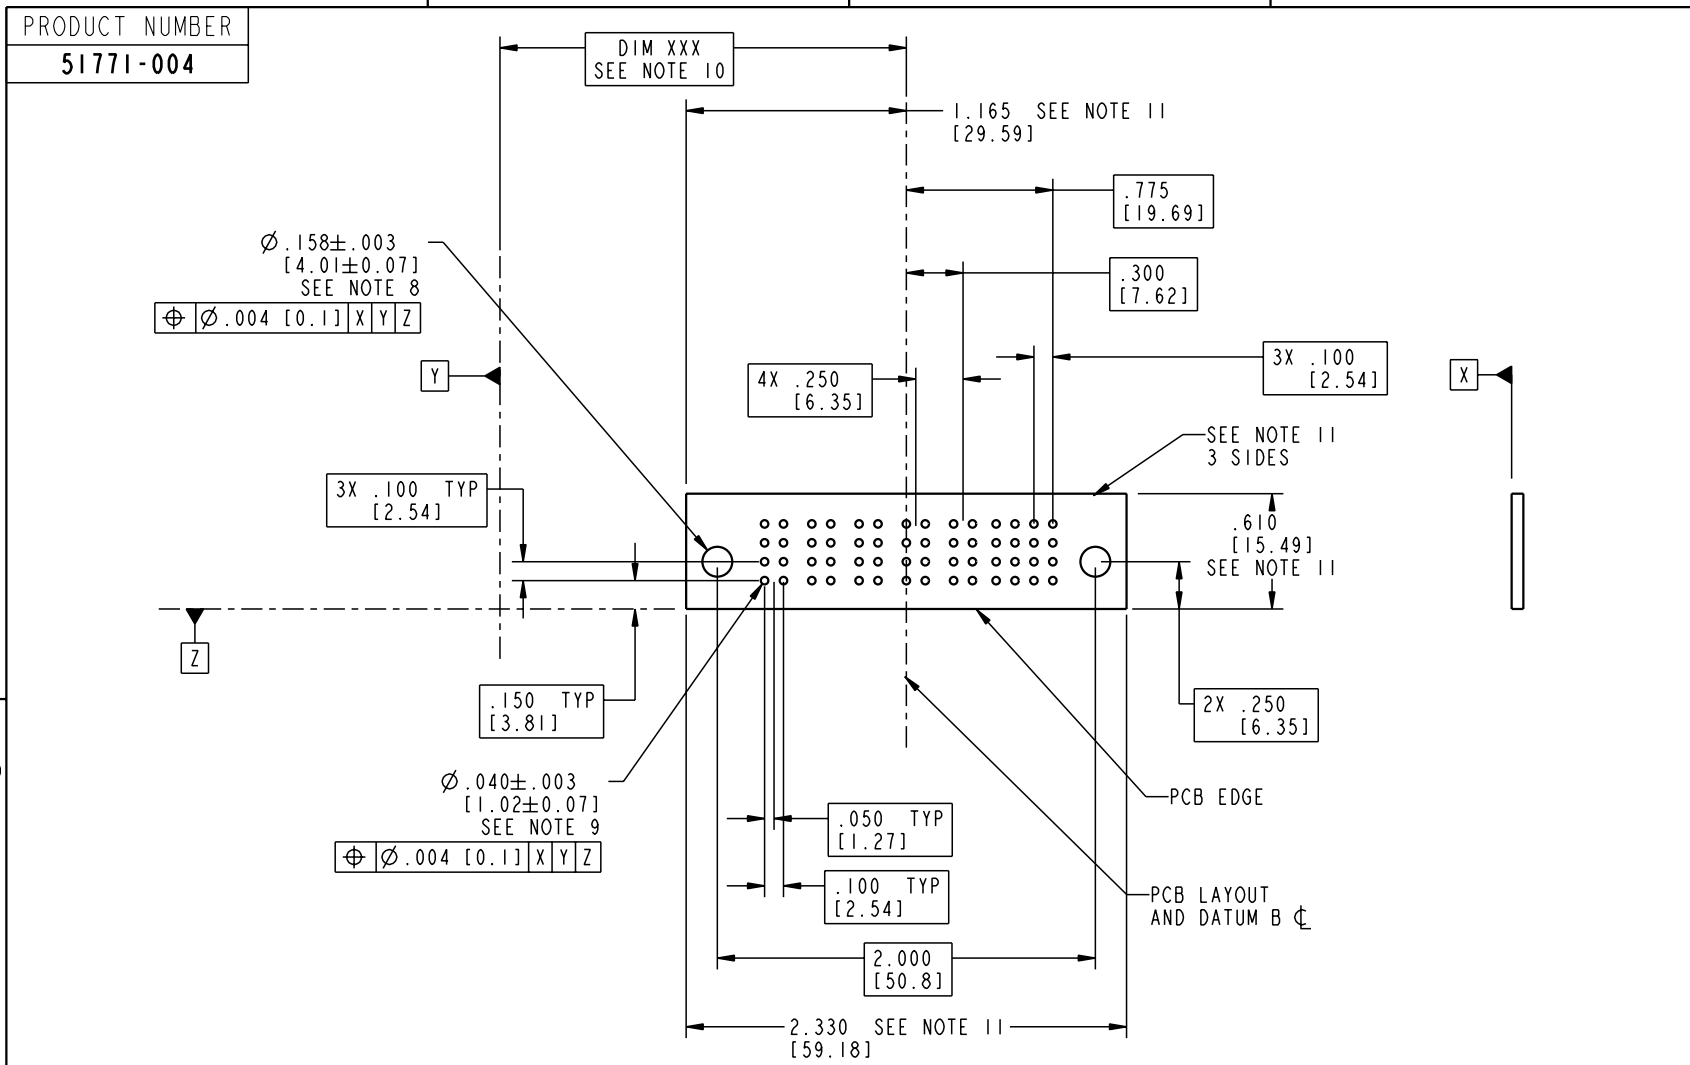 PRODUCT NUMBER
51771-004
DIM XXX
SEE NOTE 10
1.165 SEE NOTE 11
[29.59]
.775
[19.69]
Ø.158±.003
[4.01±0.07]
SEE NOTE 8
⌖ Ø.004 [0.1] X Y Z
.300
[7.62]
Y
4X .250
[6.35]
3X .100
[2.54]
X
SEE NOTE 11
3 SIDES
3X .100 TYP
[2.54]
.610
[15.49]
SEE NOTE 11
Z
.150 TYP
[3.81]
2X .250
[6.35]
Ø.040±.003
[1.02±0.07]
SEE NOTE 9
⌖ Ø.004 [0.1] X Y Z
PCB EDGE
.050 TYP
[1.27]
.100 TYP
[2.54]
PCB LAYOUT
AND DATUM B ℄
2.000
[50.8]
2.330 SEE NOTE 11
[59.18]